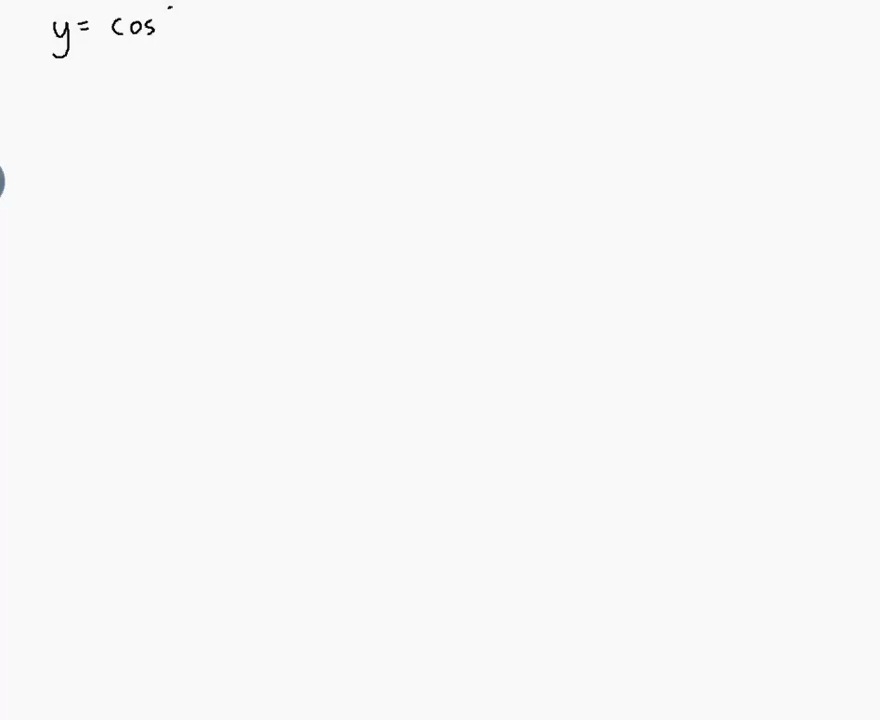 y = cos